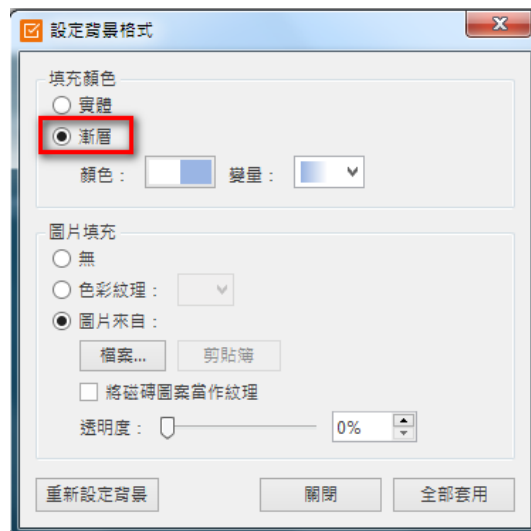 設定背景格式
填充顏色
實體
漸層
顏色： 變量：
圖片填充
無
色彩紋理：
圖片來自：
檔案... 剪貼簿
將磁磚圖案當作紋理
透明度： 0%
重新設定背景 關閉 全部套用